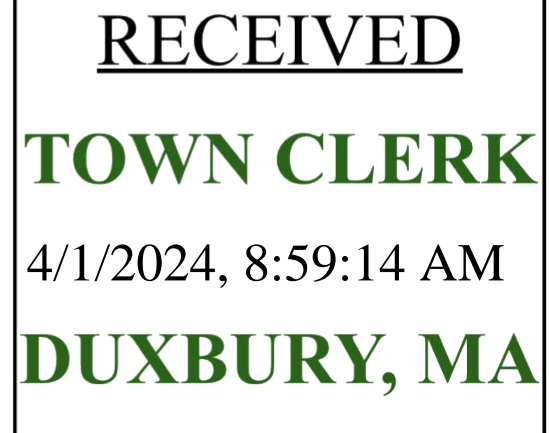 RECEIVED
TOWN CLERK
4/1/2024, 8:59:14 AM
DUXBURY, MA